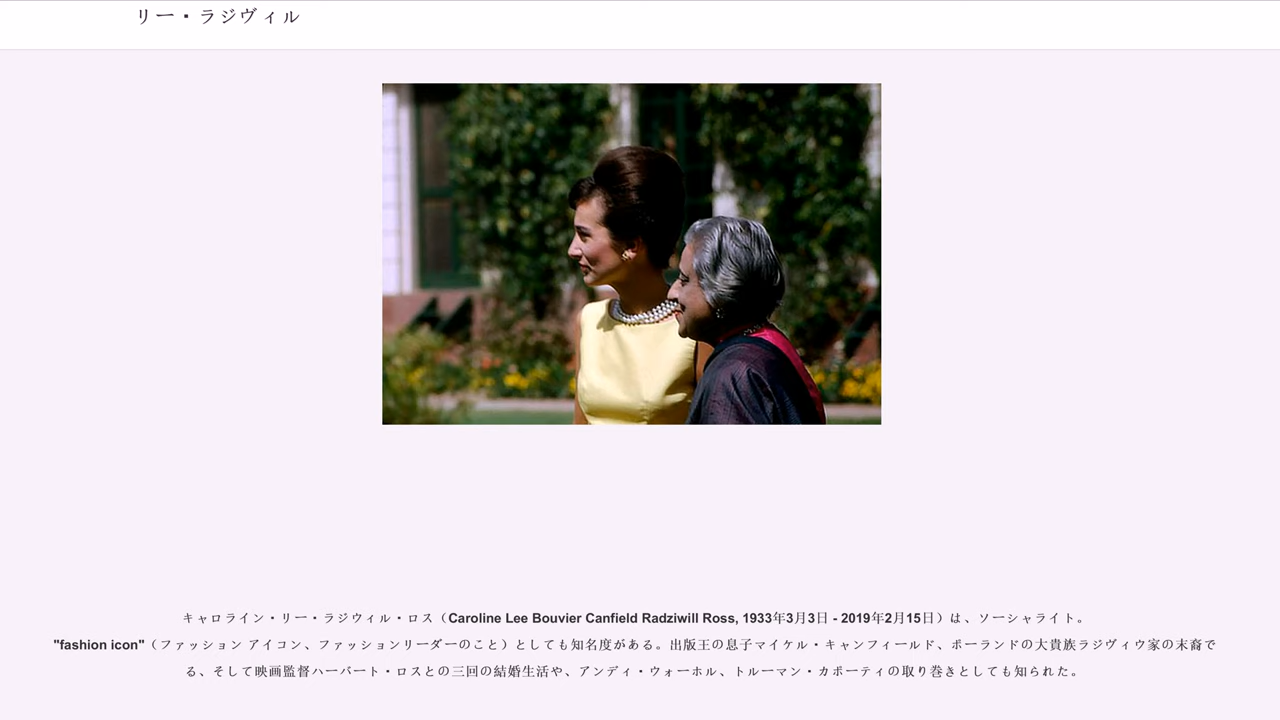 リー・ラジヴィル
キャロライン・リー・ラジウィル・ロス（Caroline Lee Bouvier Canfield Radziwill Ross, 1933年3月3日 - 2019年2月15日）は、ソーシャライト。
"fashion icon"（ファッション アイコン、ファッションリーダーのこと）としても知名度がある。出版王の息子マイケル・キャンフィールド、ポーランドの大貴族ラジヴィウ家の末裔で
る、そして映画監督ハーバート・ロスとの三回の結婚生活や、アンディ・ウォーホル、トルーマン・カポーティの取り巻きとしても知られた。